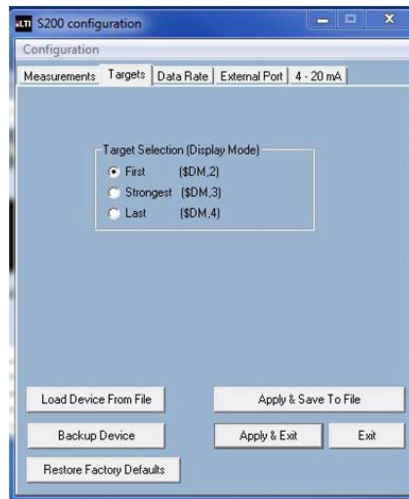 LTI S200 configuration
Configuration
Measurements Targets Data Rate External Port 4 - 20 mA
Target Selection (Display Mode)
First ($DM,2)
Strongest ($DM,3)
Last ($DM,4)
Load Device From File Apply & Save To File
Backup Device Apply & Exit Exit
Restore Factory Defaults